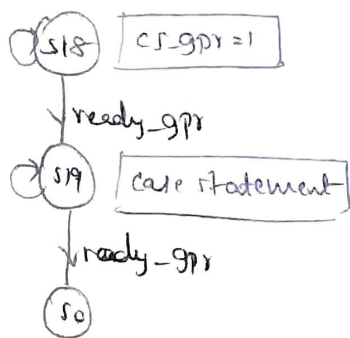 S18
cs_gpr=1
ready_gpr
S19
case statement
ready_gpr
S0